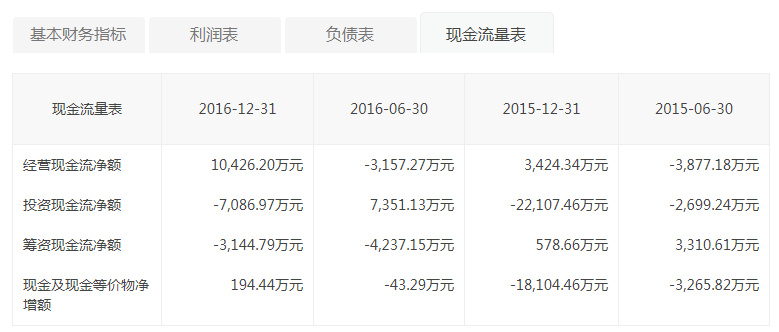 基本财务指标 利润表 负债表 现金流量表
现金流量表 2016-12-31 2016-06-30 2015-12-31 2015-06-30
经营现金流净额 10,426.20万元 -3,157.27万元 3,424.34万元 -3,877.18万元
投资现金流净额 -7,086.97万元 7,351.13万元 -22,107.46万元 -2,699.24万元
筹资现金流净额 -3,144.79万元 -4,237.15万元 578.66万元 3,310.61万元
现金及现金等价物净 194.44万元 -43.29万元 -18,104.46万元 -3,265.82万元
增额